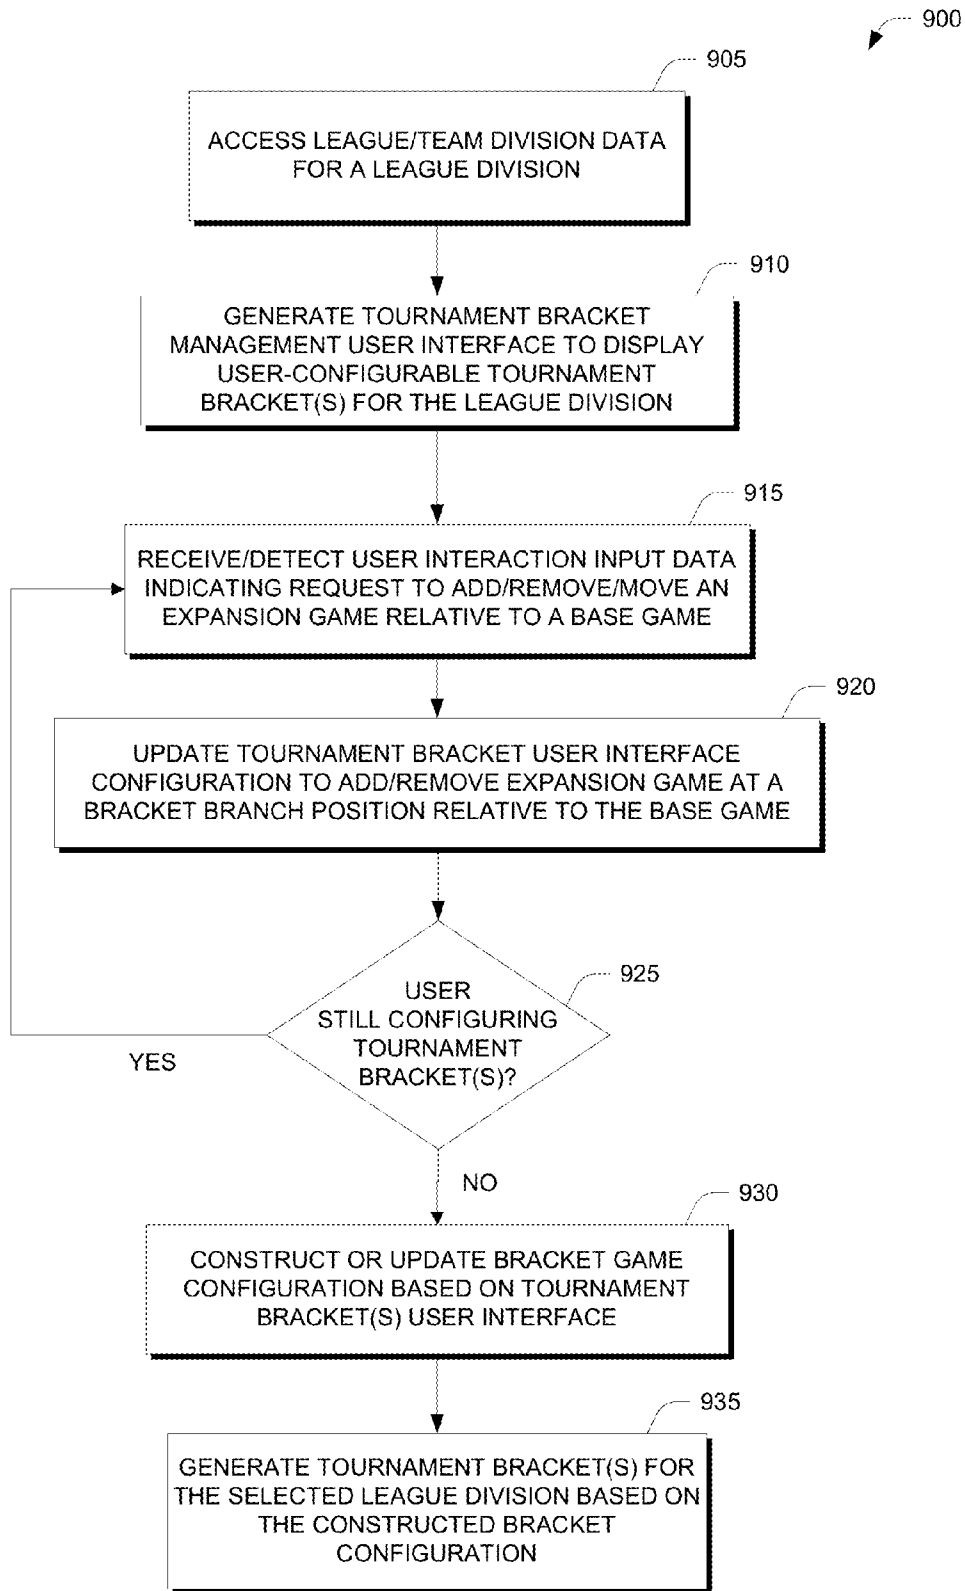 900
905
ACCESS LEAGUE/TEAM DIVISION DATA
FOR A LEAGUE DIVISION
910
GENERATE TOURNAMENT BRACKET
MANAGEMENT USER INTERFACE TO DISPLAY
USER-CONFIGURABLE TOURNAMENT
BRACKET(S) FOR THE LEAGUE DIVISION
915
RECEIVE/DETECT USER INTERACTION INPUT DATA
INDICATING REQUEST TO ADD/REMOVE/MOVE AN
EXPANSION GAME RELATIVE TO A BASE GAME
920
UPDATE TOURNAMENT BRACKET USER INTERFACE
CONFIGURATION TO ADD/REMOVE EXPANSION GAME AT A
BRACKET BRANCH POSITION RELATIVE TO THE BASE GAME
925
USER
STILL CONFIGURING
TOURNAMENT
BRACKET(S)?
YES
NO
930
CONSTRUCT OR UPDATE BRACKET GAME
CONFIGURATION BASED ON TOURNAMENT
BRACKET(S) USER INTERFACE
935
GENERATE TOURNAMENT BRACKET(S) FOR
THE SELECTED LEAGUE DIVISION BASED ON
THE CONSTRUCTED BRACKET
CONFIGURATION